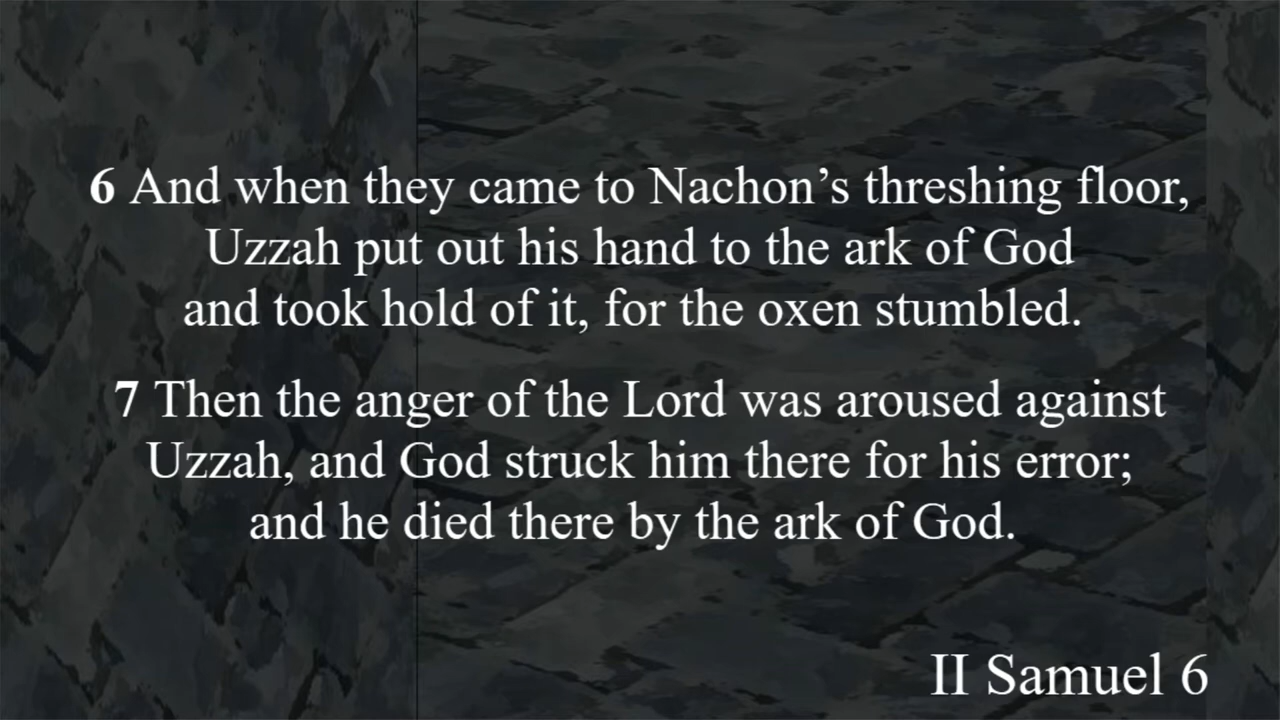 6 And when they came to Nachon’s threshing floor,
Uzzah put out his hand to the ark of God
and took hold of it, for the oxen stumbled.
7 Then the anger of the Lord was aroused against
Uzzah, and God struck him there for his error;
and he died there by the ark of God.
II Samuel 6